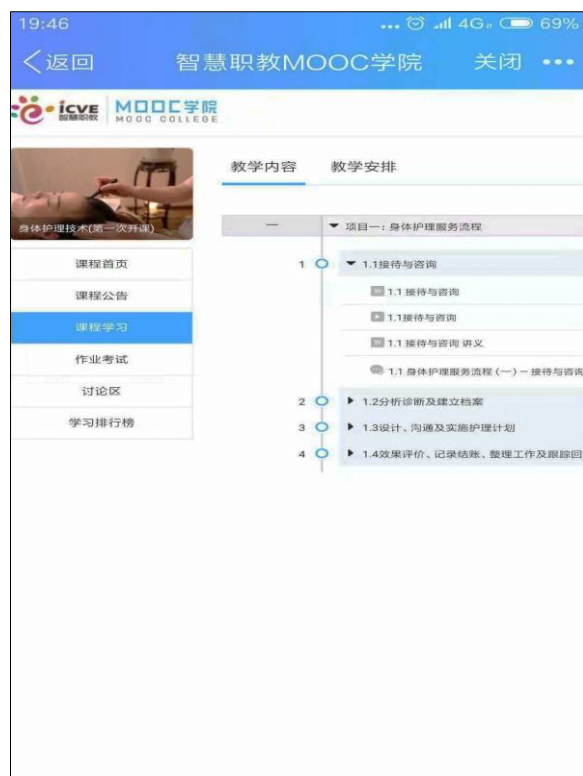 19:46
... 4G 69%
返回
智慧职教MOOC学院
关闭
icve
智慧职教
MOOC学院
MOOC COLLEGE
身体护理技术(第一次开课)
课程首页
课程公告
课程学习
作业考试
讨论区
学习排行榜
教学内容 教学安排
一 项目一: 身体护理服务流程
1 1.1接待与咨询
W 1.1 接待与咨询
1.1接待与咨询
W 1.1 接待与咨询 讲义
1.1 身体护理服务流程 (一) – 接待与咨询
2 1.2分析诊断及建立档案
3 1.3设计、沟通及实施护理计划
4 1.4效果评价、记录结账、整理工作及跟踪回